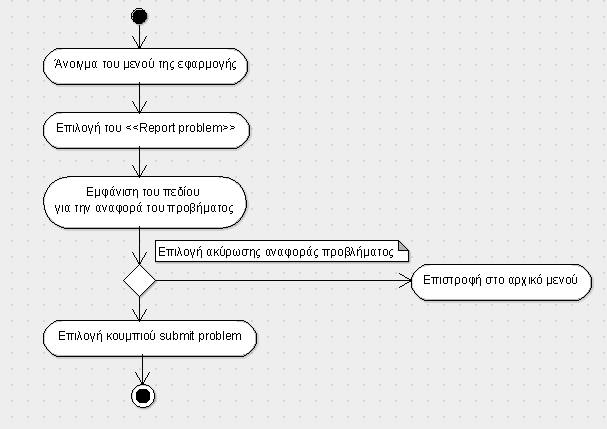 Άνοιγμα του μενού της εφαρμογής
Επιλογή του <<Report problem>>
Εμφάνιση του πεδίου
για την αναφορά του προβήματος
Επιλογή ακύρωσης αναφοράς προβλήματος
Επιστροφή στο αρχικό μενού
Επιλογή κουμπιού submit problem